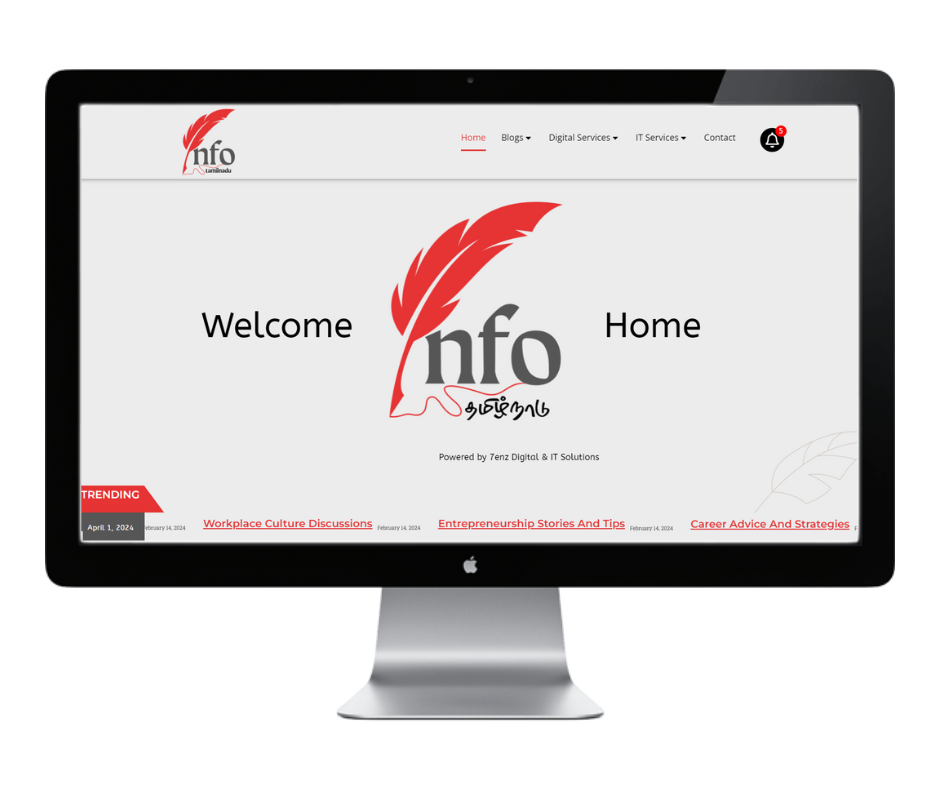 nfo
tamilnadu
Home Blogs Digital Services IT Services Contact 5
Welcome
nfo
தமிழ்நாடு
Home
Powered by 7enz Digital & IT Solutions
TRENDING
April 1, 2024 February 14, 2024 Workplace Culture Discussions February 14, 2024 Entrepreneurship Stories And Tips February 14, 2024 Career Advice And Strategies